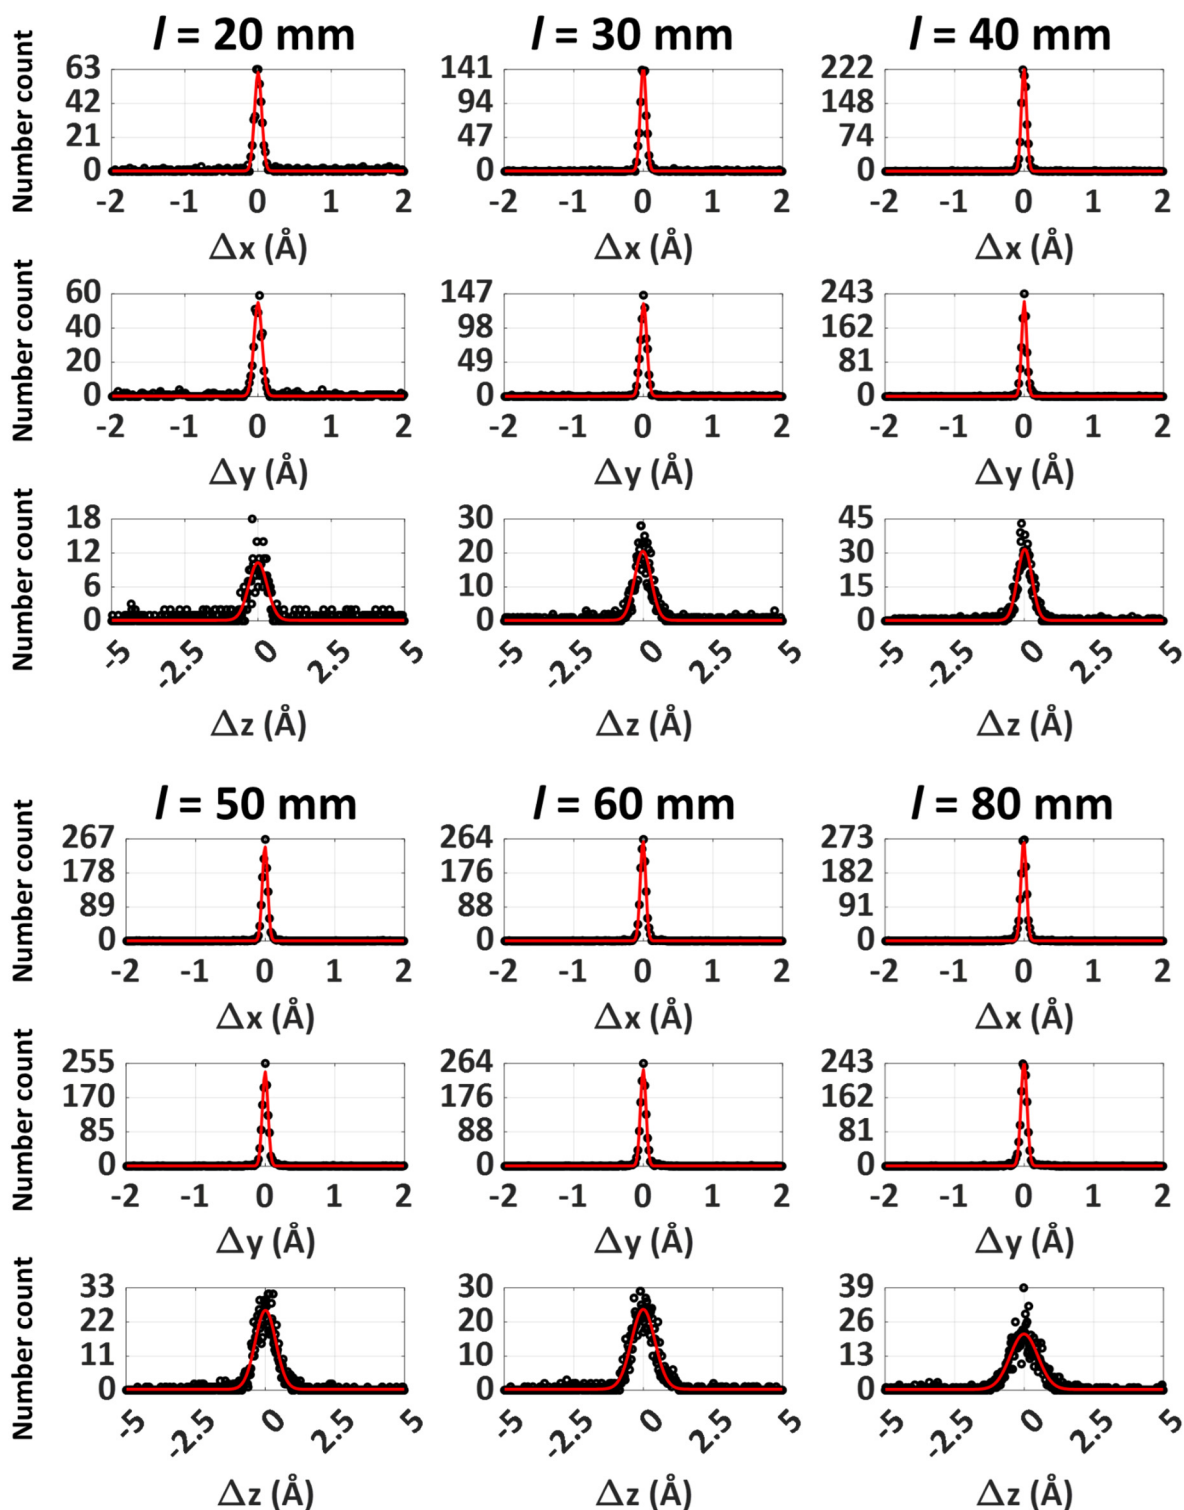 l = 20 mm
l = 30 mm
l = 40 mm
Number count
63
42
21
0
-2 -1 0 1 2
Δx (Å)
141
94
47
0
-2 -1 0 1 2
Δx (Å)
222
148
74
0
-2 -1 0 1 2
Δx (Å)
Number count
60
40
20
0
-2 -1 0 1 2
Δy (Å)
147
98
49
0
-2 -1 0 1 2
Δy (Å)
243
162
81
0
-2 -1 0 1 2
Δy (Å)
Number count
18
12
6
0
-5 -2.5 0 2.5 5
Δz (Å)
30
20
10
0
-5 -2.5 0 2.5 5
Δz (Å)
45
30
15
0
-5 -2.5 0 2.5 5
Δz (Å)
l = 50 mm
l = 60 mm
l = 80 mm
Number count
267
178
89
0
-2 -1 0 1 2
Δx (Å)
264
176
88
0
-2 -1 0 1 2
Δx (Å)
273
182
91
0
-2 -1 0 1 2
Δx (Å)
Number count
255
170
85
0
-2 -1 0 1 2
Δy (Å)
264
176
88
0
-2 -1 0 1 2
Δy (Å)
243
162
81
0
-2 -1 0 1 2
Δy (Å)
Number count
33
22
11
0
-5 -2.5 0 2.5 5
Δz (Å)
30
20
10
0
-5 -2.5 0 2.5 5
Δz (Å)
39
26
13
0
-5 -2.5 0 2.5 5
Δz (Å)